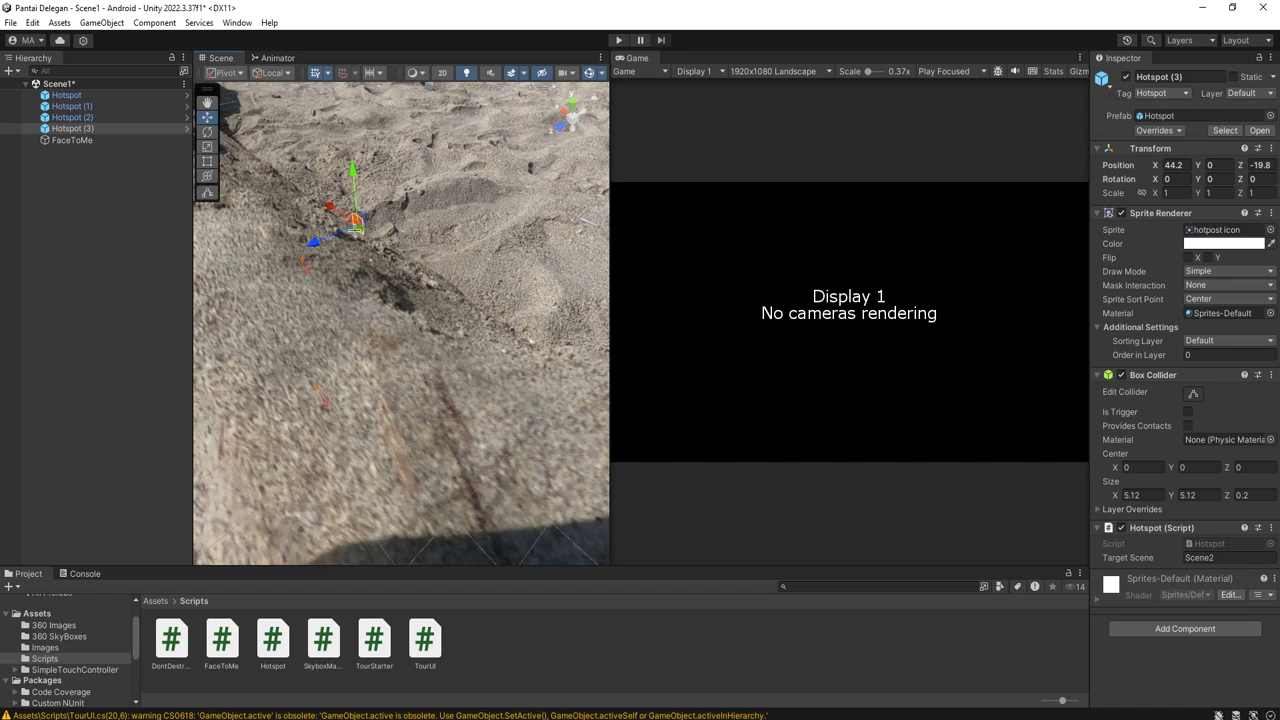 Pantai Delegan - Scene1 - Android - Unity 2022.3.37f1* <DX11>
File Edit Assets GameObject Component Services Window Help
MA
Layers Layout
Hierarchy
All
Scene1*
Hotspot
Hotspot (1)
Hotspot (2)
Hotspot (3)
FaceToMe
Scene Animator
Pivot Local 2D
y
z
Game
Game Display 1 1920x1080 Landscape Scale 0.37x Play Focused Stats Gizm
Display 1
No cameras rendering
Inspector
Hotspot (3) Static
Tag Hotspot Layer Default
Prefab Hotspot
Overrides Select Open
Transform
Position X 44.2 Y 0 Z -19.8
Rotation X 0 Y 0 Z 0
Scale X 1 Y 1 Z 1
Sprite Renderer
Sprite hotpost icon
Color
Flip X Y
Draw Mode Simple
Mask Interaction None
Sprite Sort Point Center
Material Sprites-Default
Additional Settings
Sorting Layer Default
Order in Layer 0
Box Collider
Edit Collider
Is Trigger
Provides Contacts
Material None (Physic Materia
Center
X 0 Y 0 Z 0
Size
X 5.12 Y 5.12 Z 0.2
Layer Overrides
Hotspot (Script)
Script Hotspot
Target Scene Scene2
Sprites-Default (Material)
Shader Sprites/Def Edit...
Add Component
Project Console
14
Assets
360 Images
360 SkyBoxes
Images
Scripts
SimpleTouchController
Packages
Code Coverage
Custom NUnit
Assets > Scripts
DontDestr... FaceToMe Hotspot SkyboxMa... TourStarter TourUI
Assets\Scripts\TourUI.cs(20,6): warning CS0618: 'GameObject.active' is obsolete: 'GameObject.active is obsolete. Use GameObject.SetActive(), GameObject.activeSelf or GameObject.activeInHierarchy.'